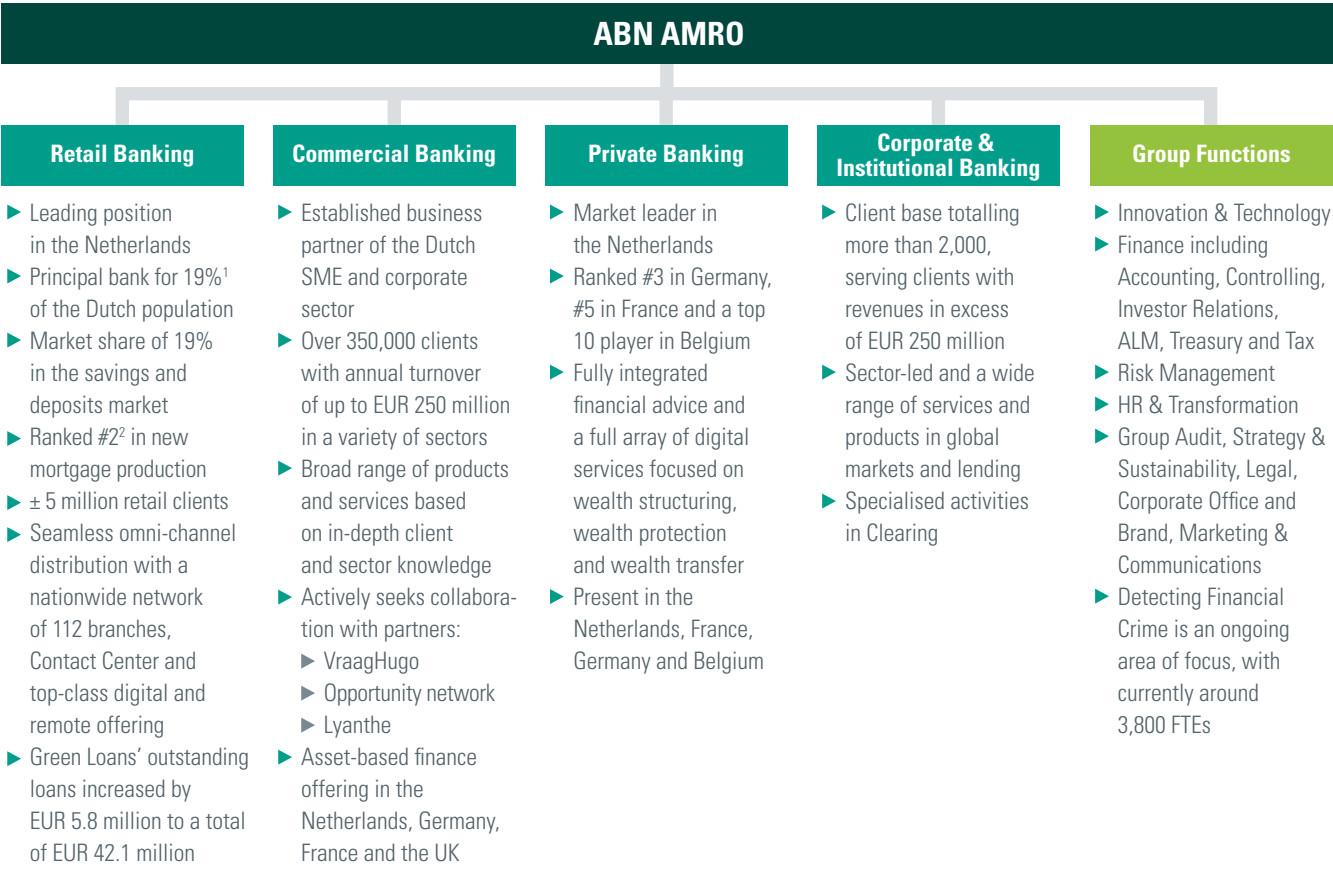 ABN AMRO
Retail Banking
▶ Leading position
in the Netherlands
▶ Principal bank for 19%¹
of the Dutch population
▶ Market share of 19%
in the savings and
deposits market
▶ Ranked #2² in new
mortgage production
▶ ± 5 million retail clients
▶ Seamless omni-channel
distribution with a
nationwide network
of 112 branches,
Contact Center and
top-class digital and
remote offering
▶ Green Loans’ outstanding
loans increased by
EUR 5.8 million to a total
of EUR 42.1 million
Commercial Banking
▶ Established business
partner of the Dutch
SME and corporate
sector
▶ Over 350,000 clients
with annual turnover
of up to EUR 250 million
in a variety of sectors
▶ Broad range of products
and services based
on in-depth client
and sector knowledge
▶ Actively seeks collabora-
tion with partners:
▶ VraagHugo
▶ Opportunity network
▶ Lyanthe
▶ Asset-based finance
offering in the
Netherlands, Germany,
France and the UK
Private Banking
▶ Market leader in
the Netherlands
▶ Ranked #3 in Germany,
#5 in France and a top
10 player in Belgium
▶ Fully integrated
financial advice and
a full array of digital
services focused on
wealth structuring,
wealth protection
and wealth transfer
▶ Present in the
Netherlands, France,
Germany and Belgium
Corporate &
Institutional Banking
▶ Client base totalling
more than 2,000,
serving clients with
revenues in excess
of EUR 250 million
▶ Sector-led and a wide
range of services and
products in global
markets and lending
▶ Specialised activities
in Clearing
Group Functions
▶ Innovation & Technology
▶ Finance including
Accounting, Controlling,
Investor Relations,
ALM, Treasury and Tax
▶ Risk Management
▶ HR & Transformation
▶ Group Audit, Strategy &
Sustainability, Legal,
Corporate Office and
Brand, Marketing &
Communications
▶ Detecting Financial
Crime is an ongoing
area of focus, with
currently around
3,800 FTEs